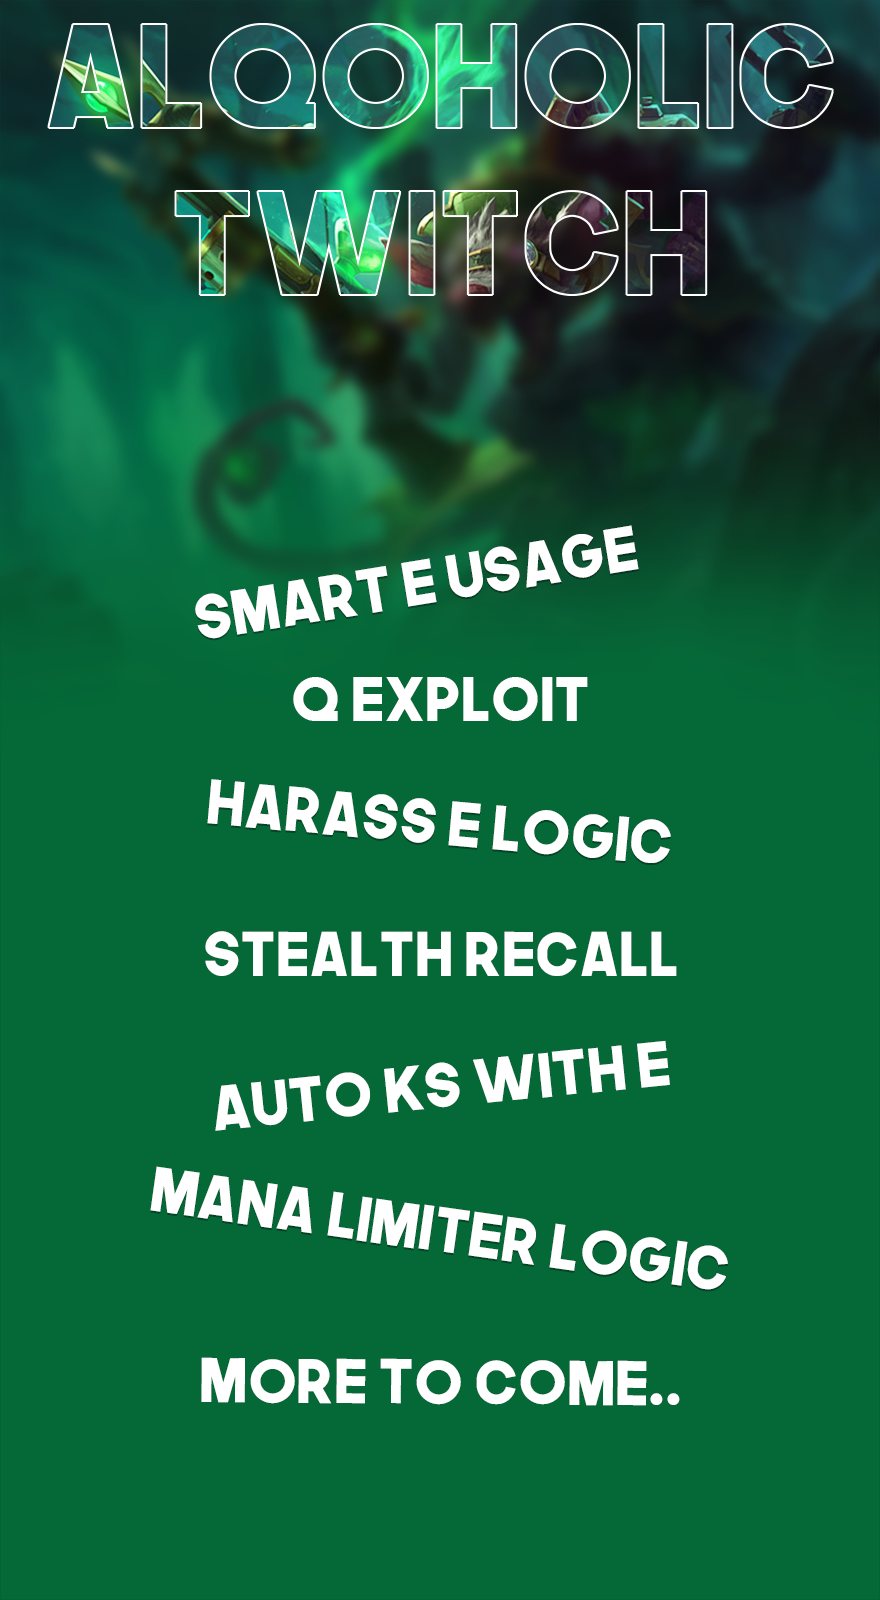 ALQOHOLIC
TWITCH
SMART E USAGE
Q EXPLOIT
HARASS E LOGIC
STEALTH RECALL
AUTO KS WITH E
MANA LIMITER LOGIC
MORE TO COME..